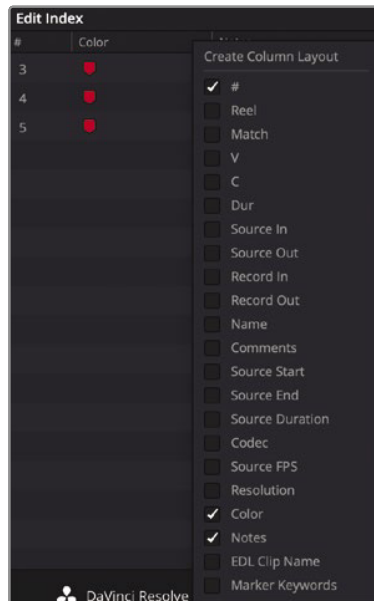 Edit Index
# Color
3
4
5
Create Column Layout
#
Reel
Match
V
C
Dur
Source In
Source Out
Record In
Record Out
Name
Comments
Source Start
Source End
Source Duration
Codec
Source FPS
Resolution
Color
Notes
EDL Clip Name
Marker Keywords
DaVinci Resolve